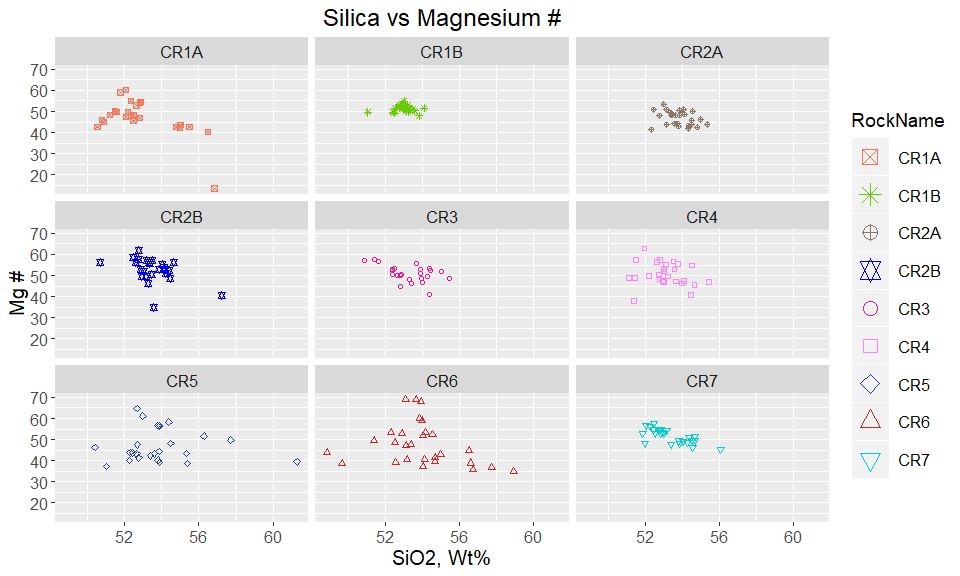 Silica vs Magnesium #
CR1A CR1B CR2A
70
60
50
40
30
20
CR2B CR3 CR4
70
60
50
40
30
20
CR5 CR6 CR7
70
60
50
40
30
20
52 56 60 52 56 60 52 56 60
Mg #
SiO2, Wt%
RockName
CR1A
CR1B
CR2A
CR2B
CR3
CR4
CR5
CR6
CR7